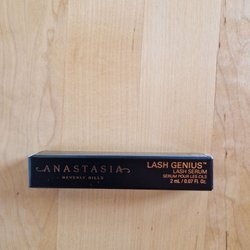 ANASTASIA
BEVERLY HILLS
LASH GENIUS™
LASH SERUM
SÉRUM POUR LES CILS
2 mL / 0.07 Fl. Oz.